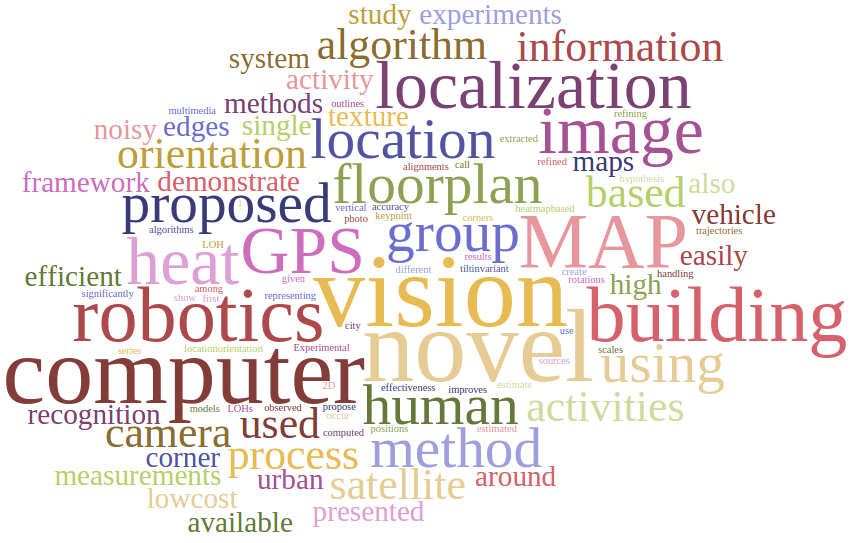 study experiments
system algorithm information
activity localization
methods outlines
multimedia texture refining
noisy edges single location image
orientation extracted
framework demonstrate alignments call refined maps
floorplan hypothesis based also
proposed vertical accuracy
photo keypoint corners heatmapbased vehicle
algorithms LOH GPS group MAP trajectories
heat results easily
efficient given different tiltinvariant create handling
significantly among rotations high
show first representing
robotics city vision use building
series locationorientation Experimental novel scales
computer 2D sources using
effectiveness improves estimate
recognition models LOHs observed propose human activities
occur
camera used computed positions estimated
corner process method
measurements urban satellite around
lowcost
available presented